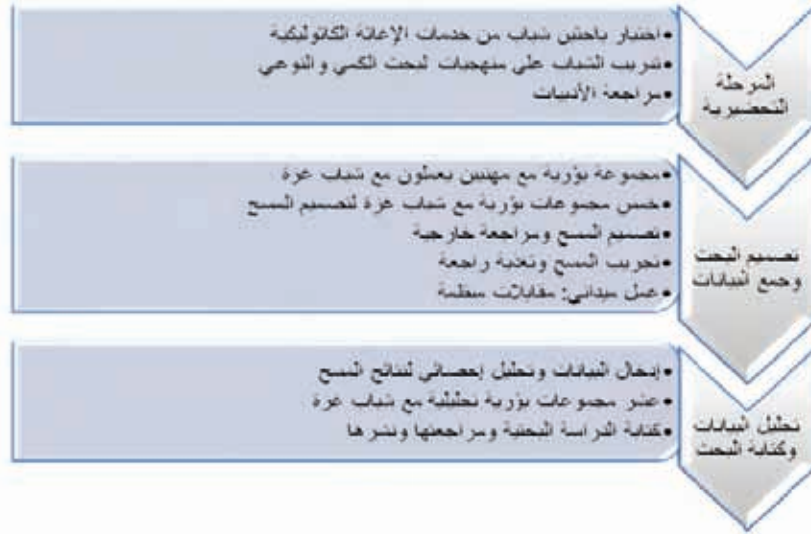 المرحلة
التحضيرية
•اختيار باحثين شباب من خدمات الإغاثة الكاثوليكية
•تدريب الشباب على منهجيات البحث الكمي والنوعي
•مراجعة الأدبيات
تصميم البحث
وجمع البيانات
•مجموعة بؤرية مع مهنيين يعملون مع شباب غزة
•خمس مجموعات بؤرية مع شباب غزة لتصميم المسح
•تصميم المسح ومراجعة خارجية
•تجريب المسح وتغذية راجعة
•عمل ميداني: مقابلات منظمة
تحليل البيانات
وكتابة البحث
•إدخال البيانات وتحليل إحصائي لنتائج المسح
•عشر مجموعات بؤرية تحليلية مع شباب غزة
•كتابة الدراسة البحثية ومراجعتها ونشرها